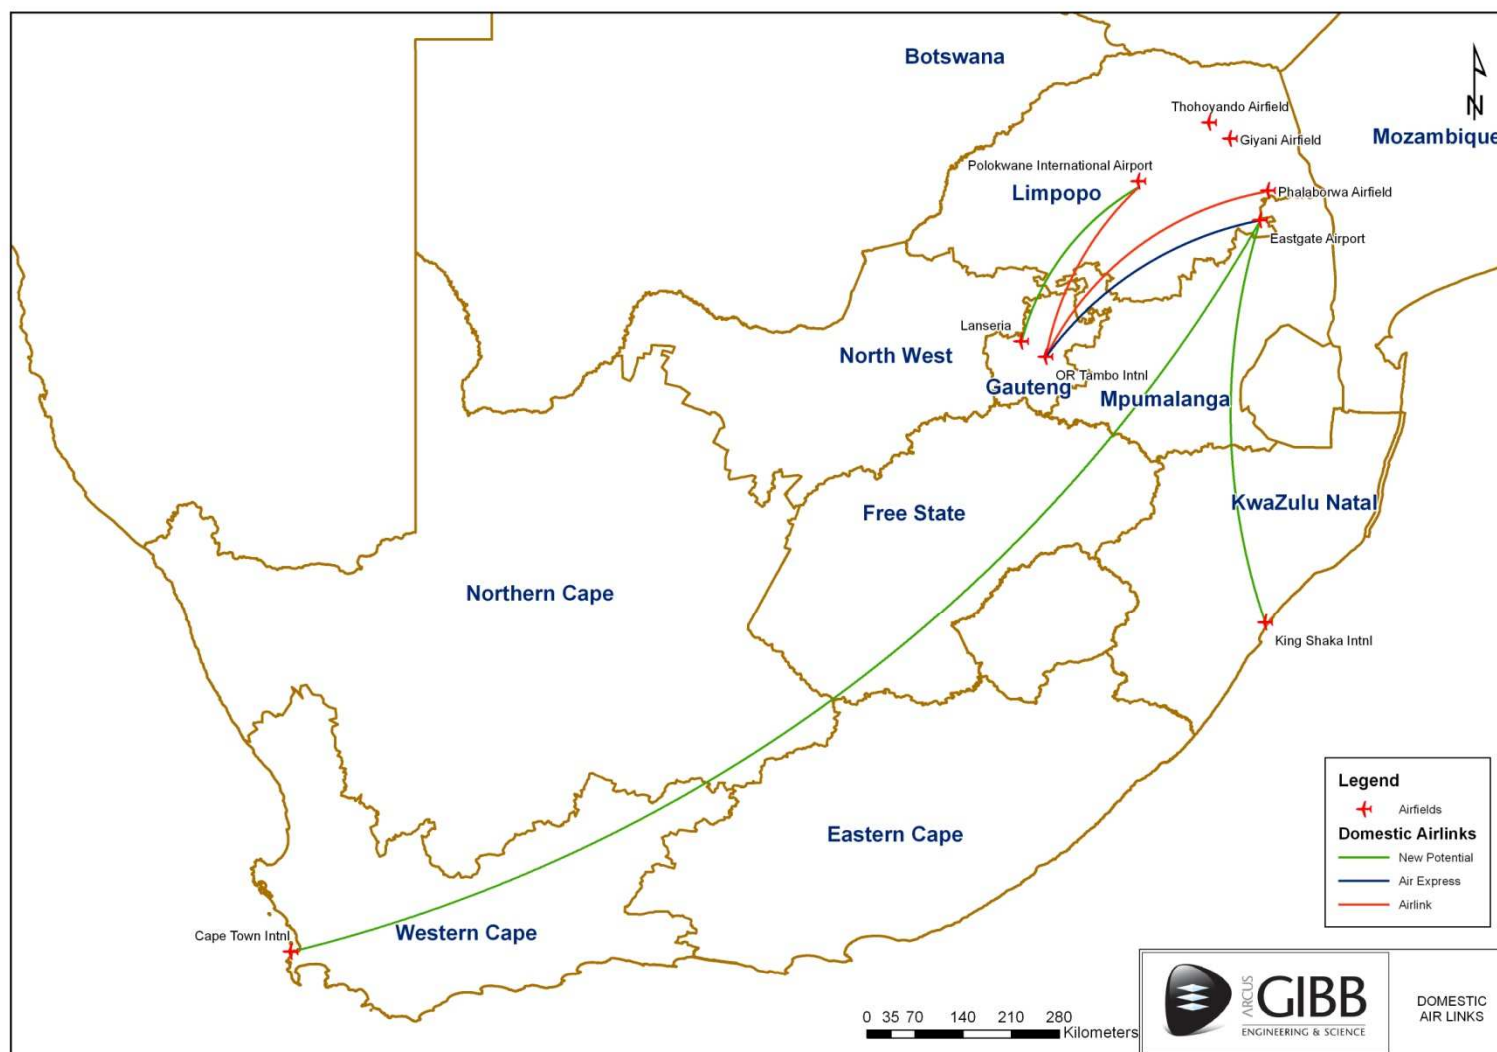 Botswana
N
Thohoyando Airfield
Giyani Airfield
Mozambique
Polokwane International Airport
Limpopo
Phalaborwa Airfield
Eastgate Airport
Lanseria
North West
OR Tambo Intnl
Gauteng
Mpumalanga
KwaZulu Natal
Free State
Northern Cape
King Shaka Intnl
Legend
Airfields
Domestic Airlinks
New Potential
Air Express
Airlink
Eastern Cape
Cape Town Intnl
Western Cape
0 35 70 140 210 280
Kilometers
ARCUS
GIBB
ENGINEERING & SCIENCE
DOMESTIC
AIR LINKS